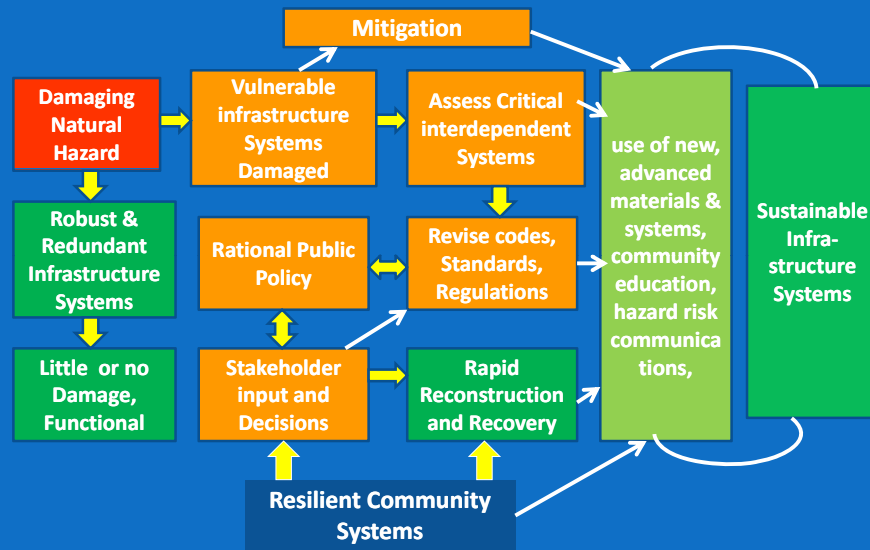 Mitigation
Damaging
Natural
Hazard
Vulnerable
infrastructure
Systems
Damaged
Assess Critical
interdependent
Systems
use of new,
advanced
materials &
systems,
community
education,
hazard risk
communica
tions,
Sustainable
Infra-
structure
Systems
Robust &
Redundant
Infrastructure
Systems
Rational Public
Policy
Revise codes,
Standards,
Regulations
Little or no
Damage,
Functional
Stakeholder
input and
Decisions
Rapid
Reconstruction
and Recovery
Resilient Community
Systems